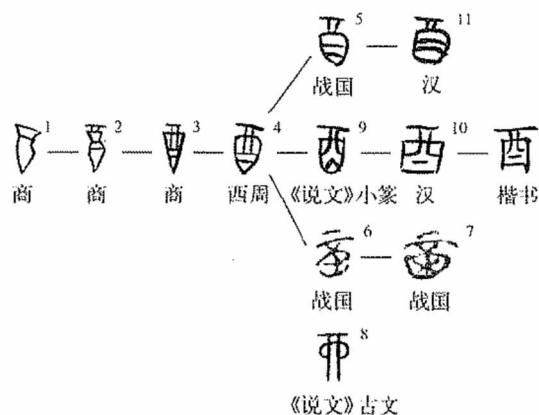 5 11
战国 汉
1 2 3 4 9 10 酉
商 商 商 西周 《说文》小篆 汉 楷书
6 7
战国 战国
8
《说文》古文